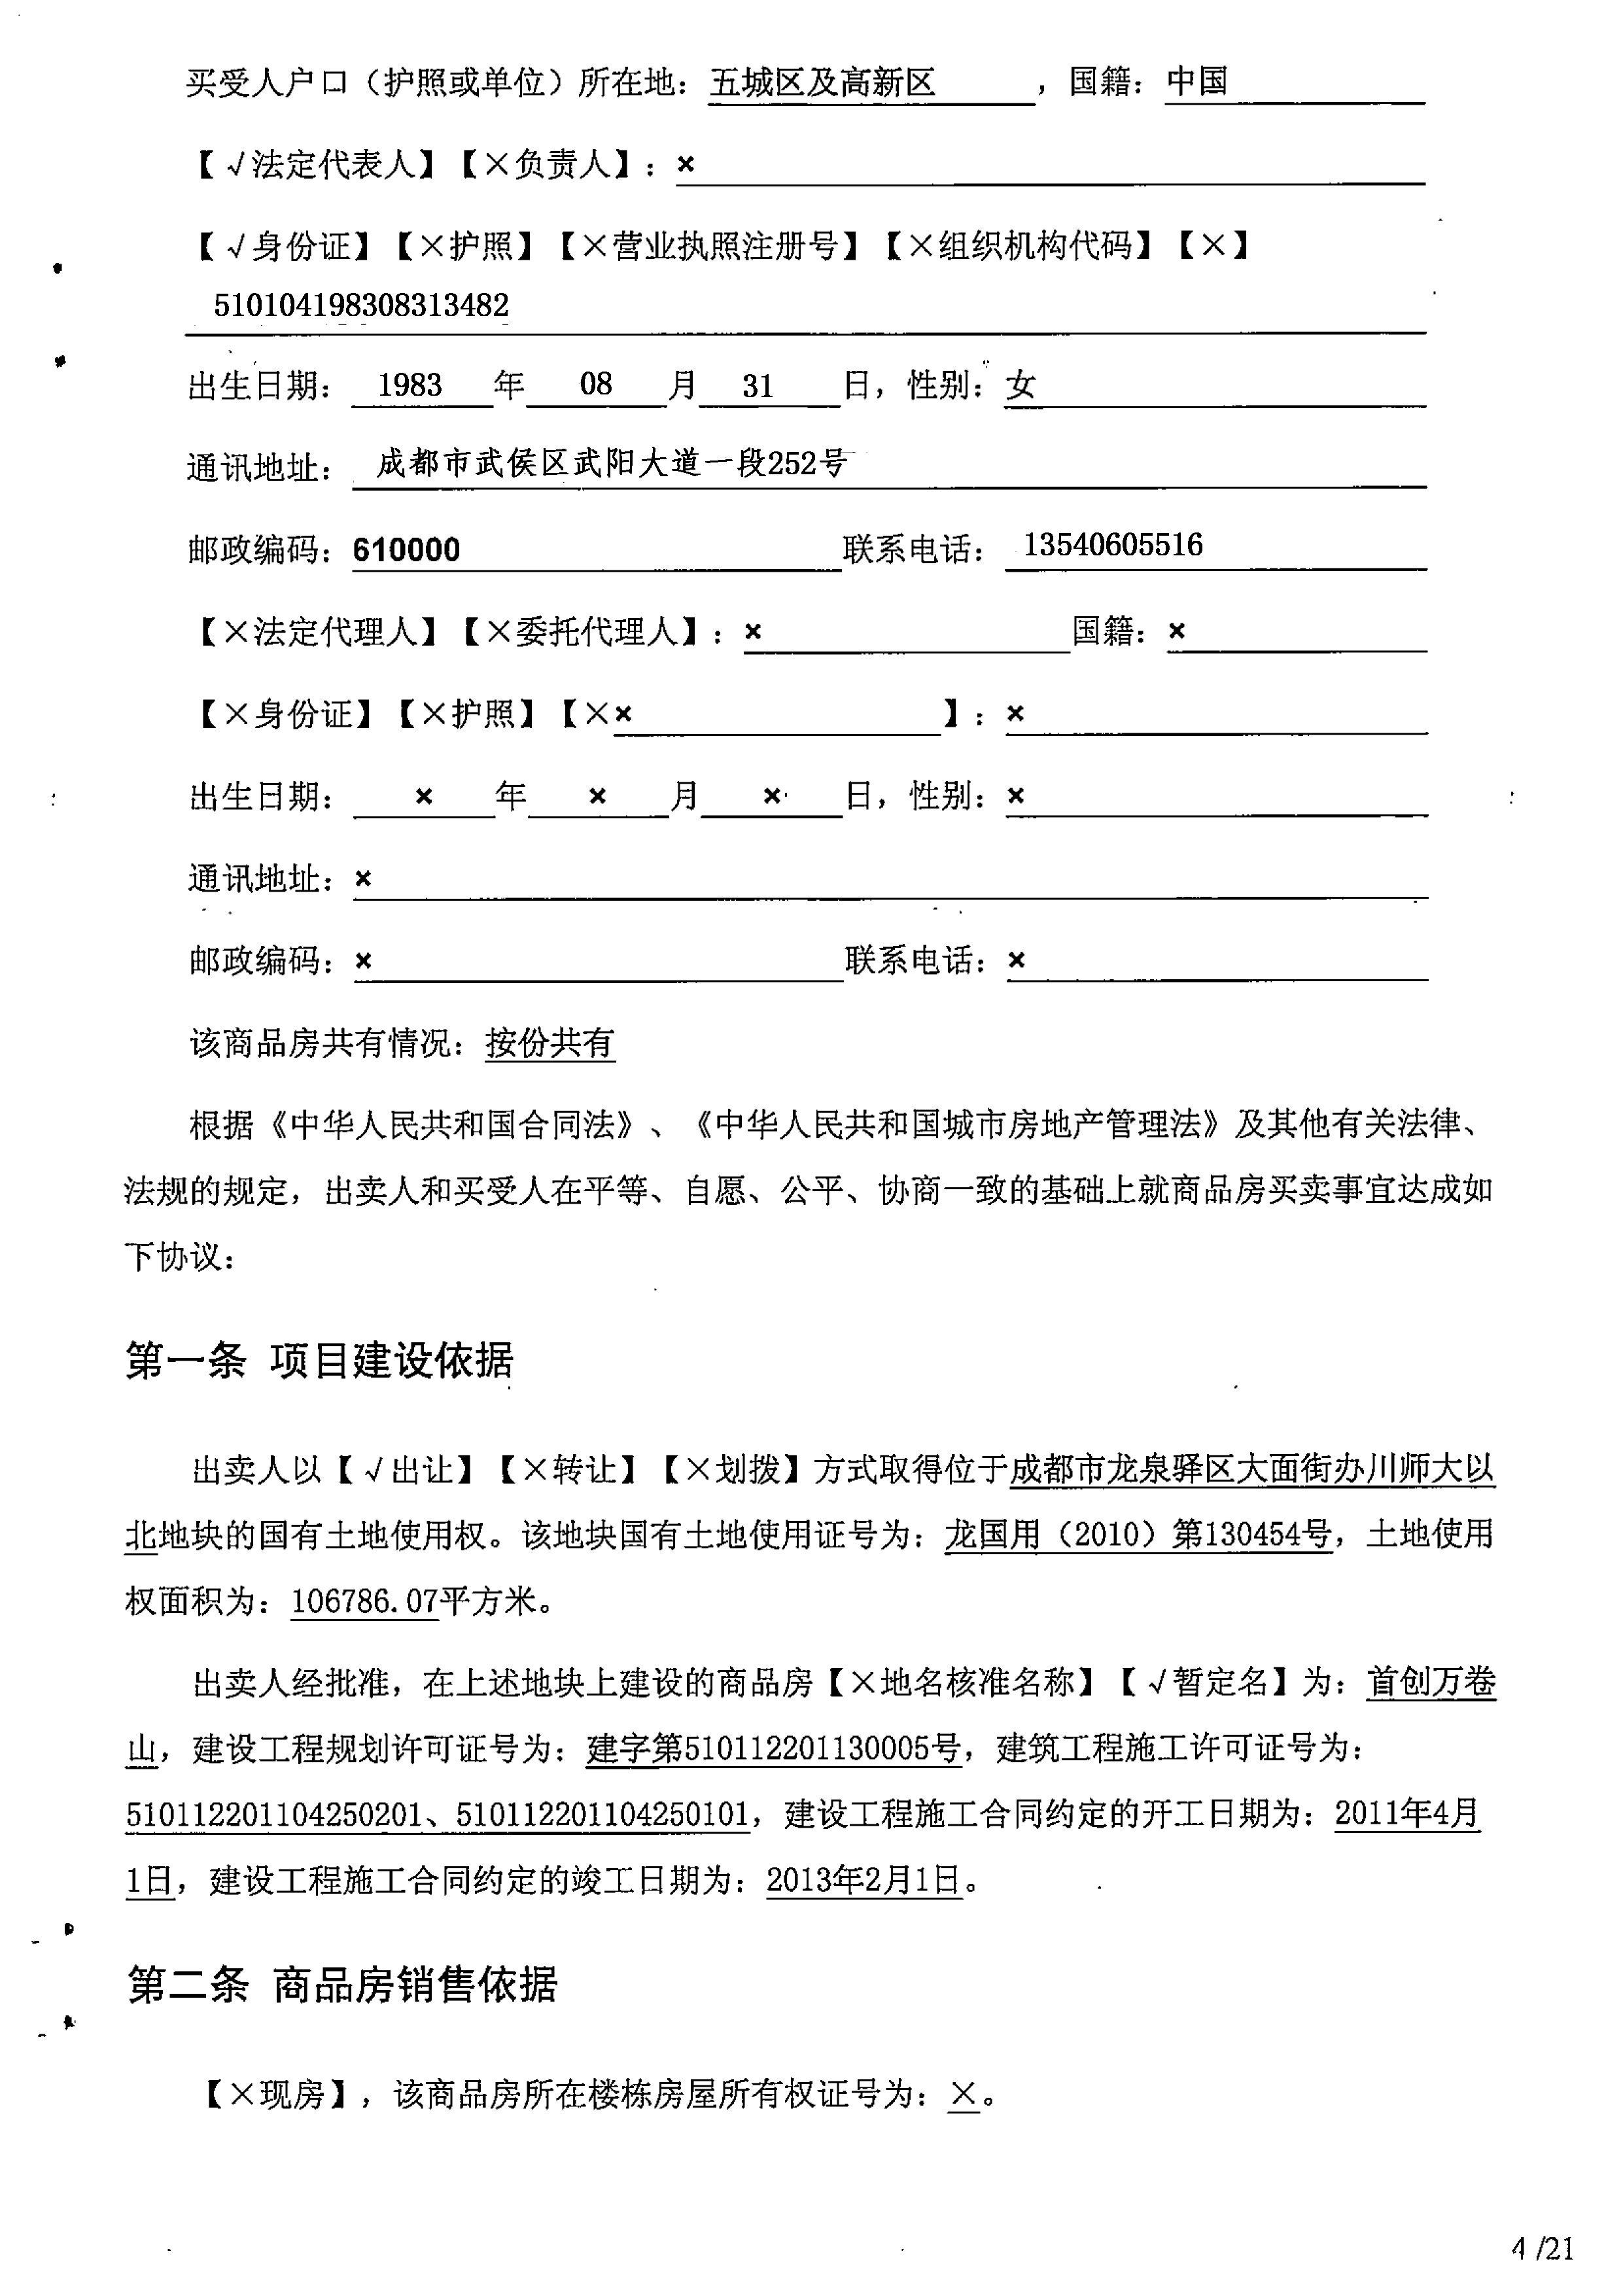 买受人户口（护照或单位）所在地：五城区及高新区，国籍：中国
【√法定代表人】【×负责人】：×
【√身份证】【×护照】【×营业执照注册号】【×组织机构代码】【×】
510104198308313482
出生日期： 1983 年 08 月 31 日，性别：女
通讯地址： 成都市武侯区武阳大道一段252号
邮政编码：610000 联系电话： 13540605516
【×法定代理人】【×委托代理人】：× 国籍：×
【×身份证】【×护照】【×× 】：×
出生日期： × 年 × 月 × 日，性别：×
通讯地址：×
邮政编码：× 联系电话：×
该商品房共有情况：按份共有
根据《中华人民共和国合同法》、《中华人民共和国城市房地产管理法》及其他有关法律、
法规的规定，出卖人和买受人在平等、自愿、公平、协商一致的基础上就商品房买卖事宜达成如
下协议：
第一条 项目建设依据
出卖人以【√出让】【×转让】【×划拨】方式取得位于成都市龙泉驿区大面街办川师大以
北地块的国有土地使用权。该地块国有土地使用证号为：龙国用（2010）第130454号，土地使用
权面积为：106786.07平方米。
出卖人经批准，在上述地块上建设的商品房【×地名核准名称】【√暂定名】为：首创万卷
山，建设工程规划许可证号为：建字第510112201130005号，建筑工程施工许可证号为：
510112201104250201、510112201104250101，建设工程施工合同约定的开工日期为：2011年4月
1日，建设工程施工合同约定的竣工日期为：2013年2月1日。
第二条 商品房销售依据
【×现房】，该商品房所在楼栋房屋所有权证号为：×。
4 /21